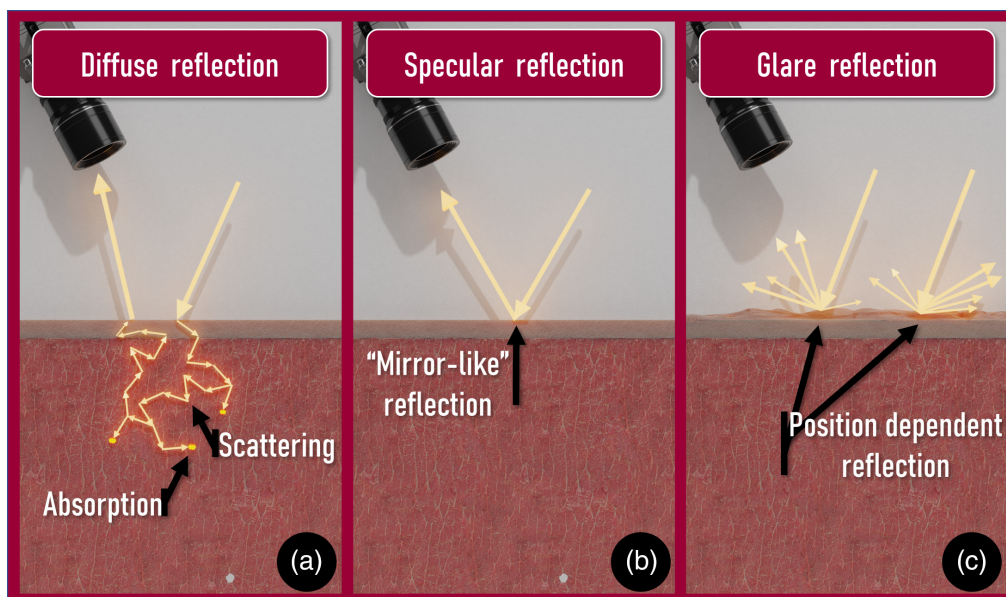 Diffuse reflection
Specular reflection
Glare reflection
Scattering
Absorption
(a)
“Mirror-like”
reflection
(b)
Position dependent
reflection
(c)